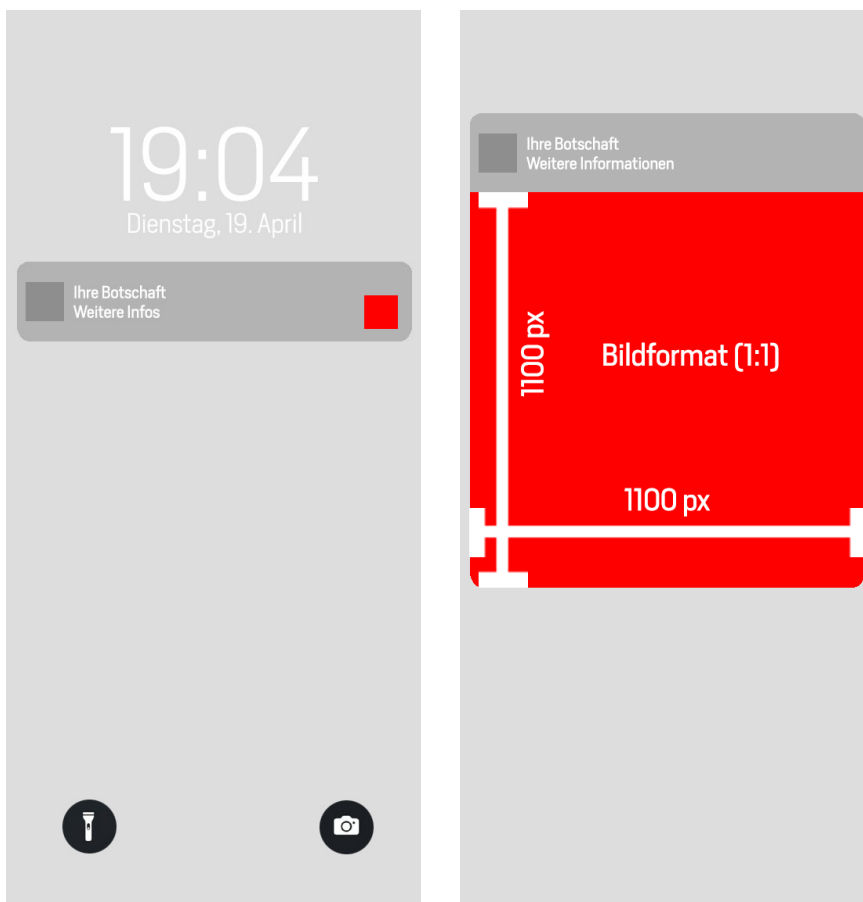 19:04
Dienstag, 19. April
Ihre Botschaft
Weitere Infos
Ihre Botschaft
Weitere Informationen
1100 px
Bildformat (1:1)
1100 px